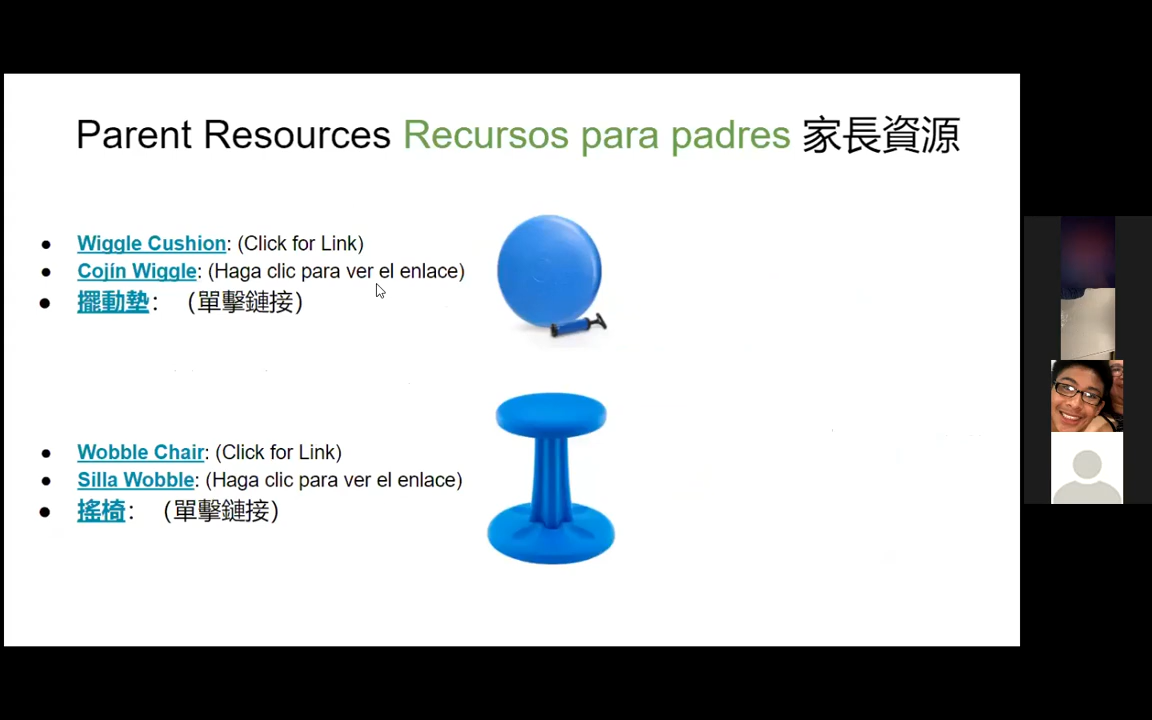 Parent Resources Recursos para padres 家長資源
Wiggle Cushion: (Click for Link)
Cojín Wiggle: (Haga clic para ver el enlace)
擺動墊：（單擊鏈接）
Wobble Chair: (Click for Link)
Silla Wobble: (Haga clic para ver el enlace)
搖椅：（單擊鏈接）